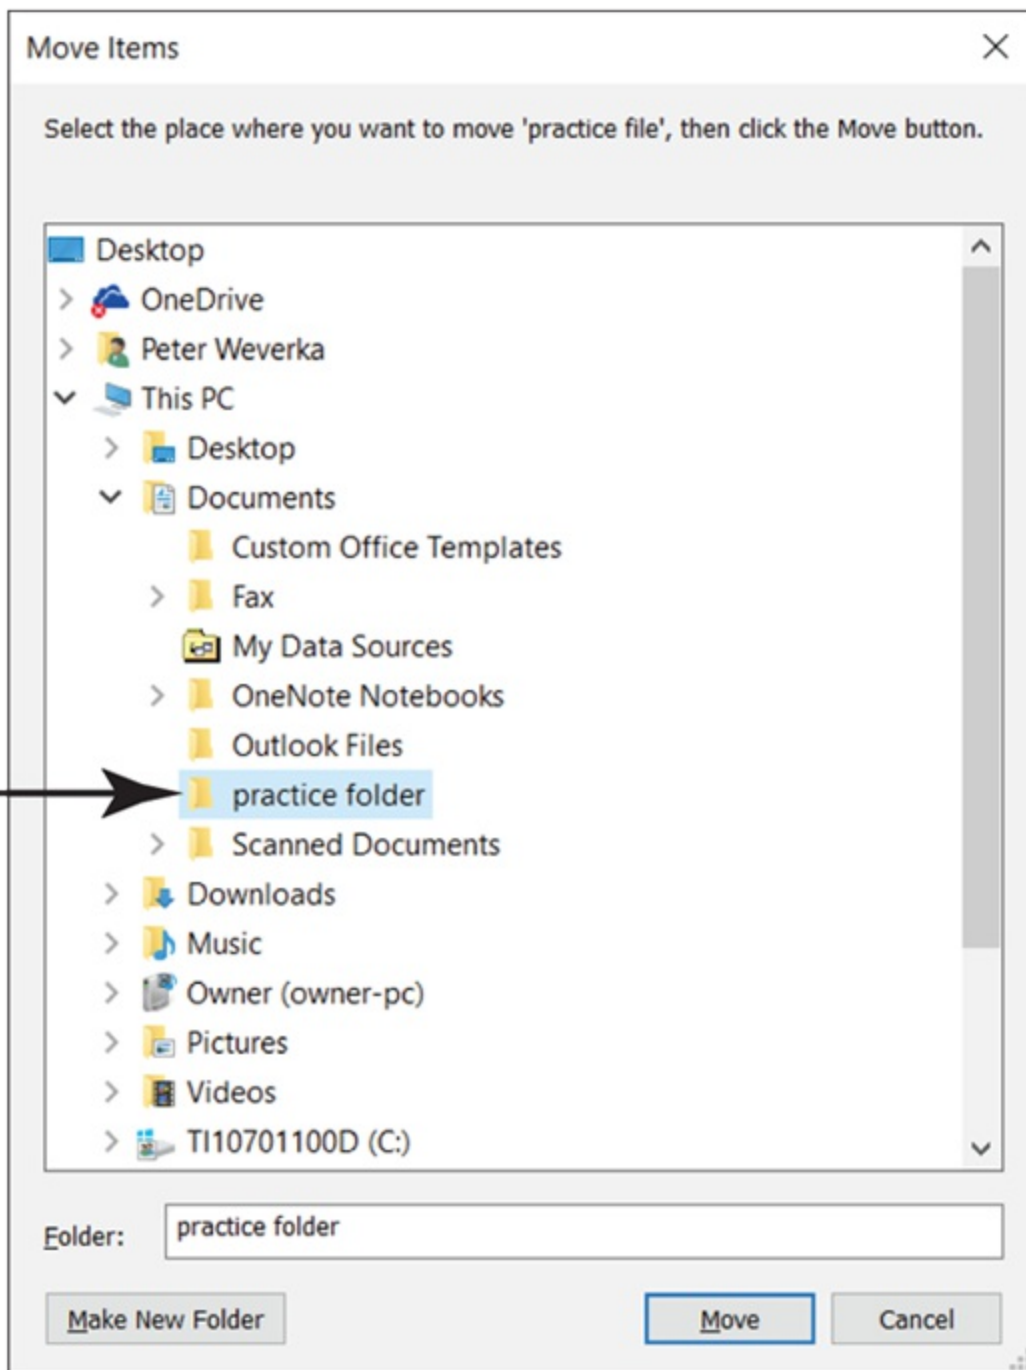 Move Items
Select the place where you want to move 'practice file', then click the Move button.
Desktop
OneDrive
Peter Weverka
This PC
Desktop
Documents
Custom Office Templates
Fax
My Data Sources
OneNote Notebooks
Outlook Files
practice folder
Scanned Documents
Downloads
Music
Owner (owner-pc)
Pictures
Videos
TI10701100D (C:)
Folder: practice folder
Make New Folder Move Cancel